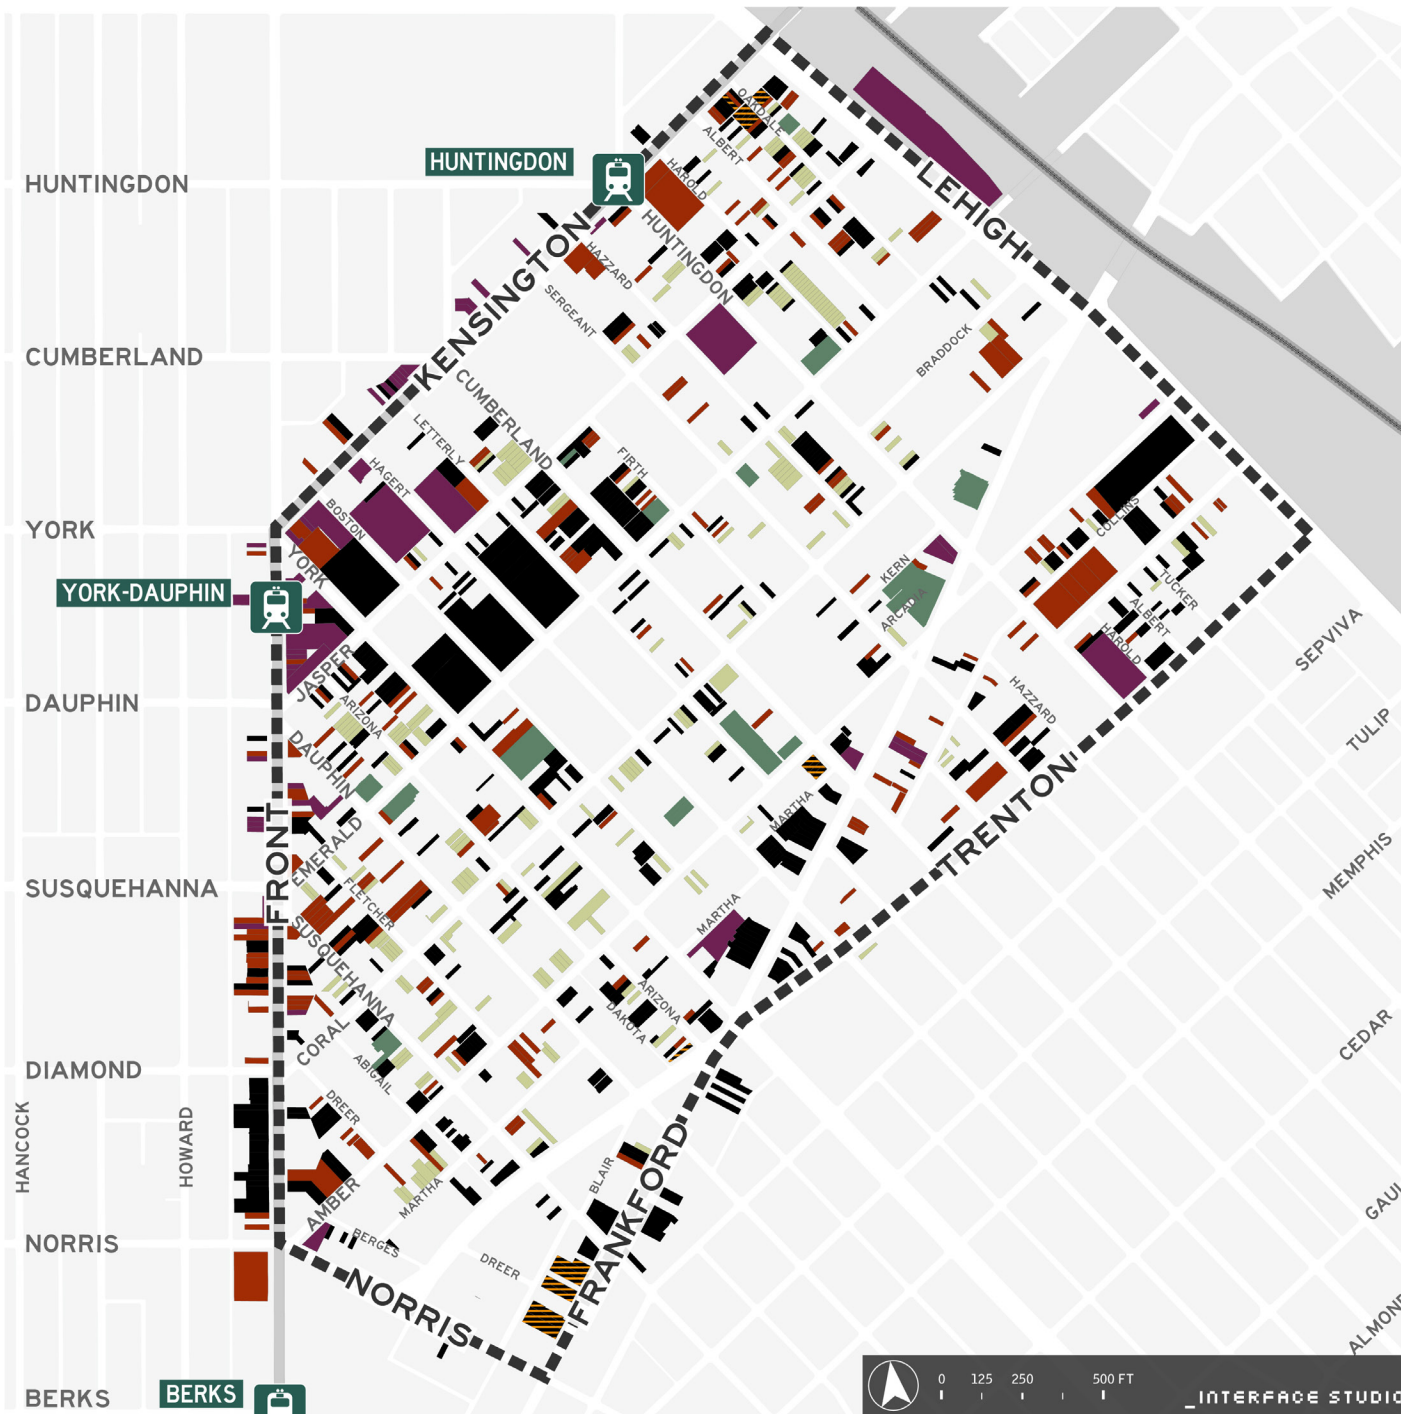 OAKDALE
ALBERT
HUNTINGDON
HUNTINGDON
HAROLD
LEHIGH
HUNTINGDON
KENSINGTON
HAZZARD
SERGEANT
CUMBERLAND
BRADDOCK
CUMBERLAND
LETTERLY
HAGERT
FIRTH
BOSTON
YORK
YORK
COLLINS
KERN
ARCADIA
TUCKER
ALBERT
HAROLD
YORK-DAUPHIN
SEPVIVA
JASPER
DAUPHIN
ARIZONA
HAZZARD
TULIP
DAUPHIN
TRENTON
MARTHA
FRONT
EMERALD
MEMPHIS
SUSQUEHANNA
FLETCHER
MARTHA
SUSQUEHANNA
ARIZONA
DAKOTA
CORAL
CEDAR
DIAMOND
ABIGAIL
HANCOCK
HOWARD
DREER
FRANKFORD
BLAIR
AMBER
MARTHA
GAUL
NORRIS
BERGES
DREER
NORRIS
ALMOND
BERKS
BERKS
0 125 250 500 FT
_INTERFACE STUDIO